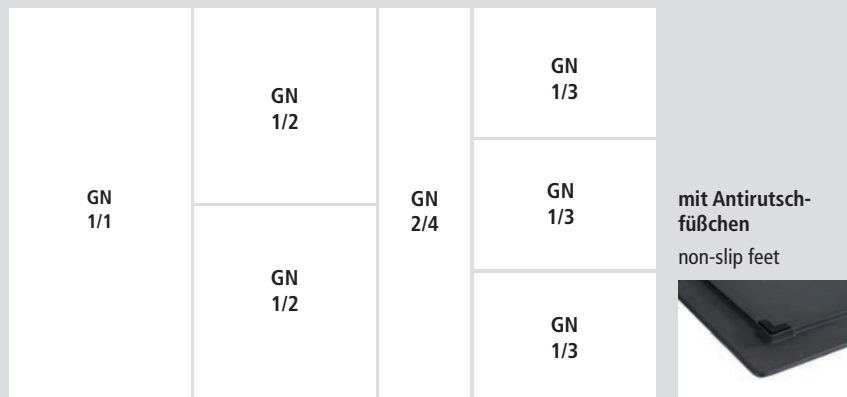 GN
1/1
GN
1/2
GN
1/2
GN
2/4
GN
1/3
GN
1/3
GN
1/3
mit Antirutsch-
füßchen
non-slip feet